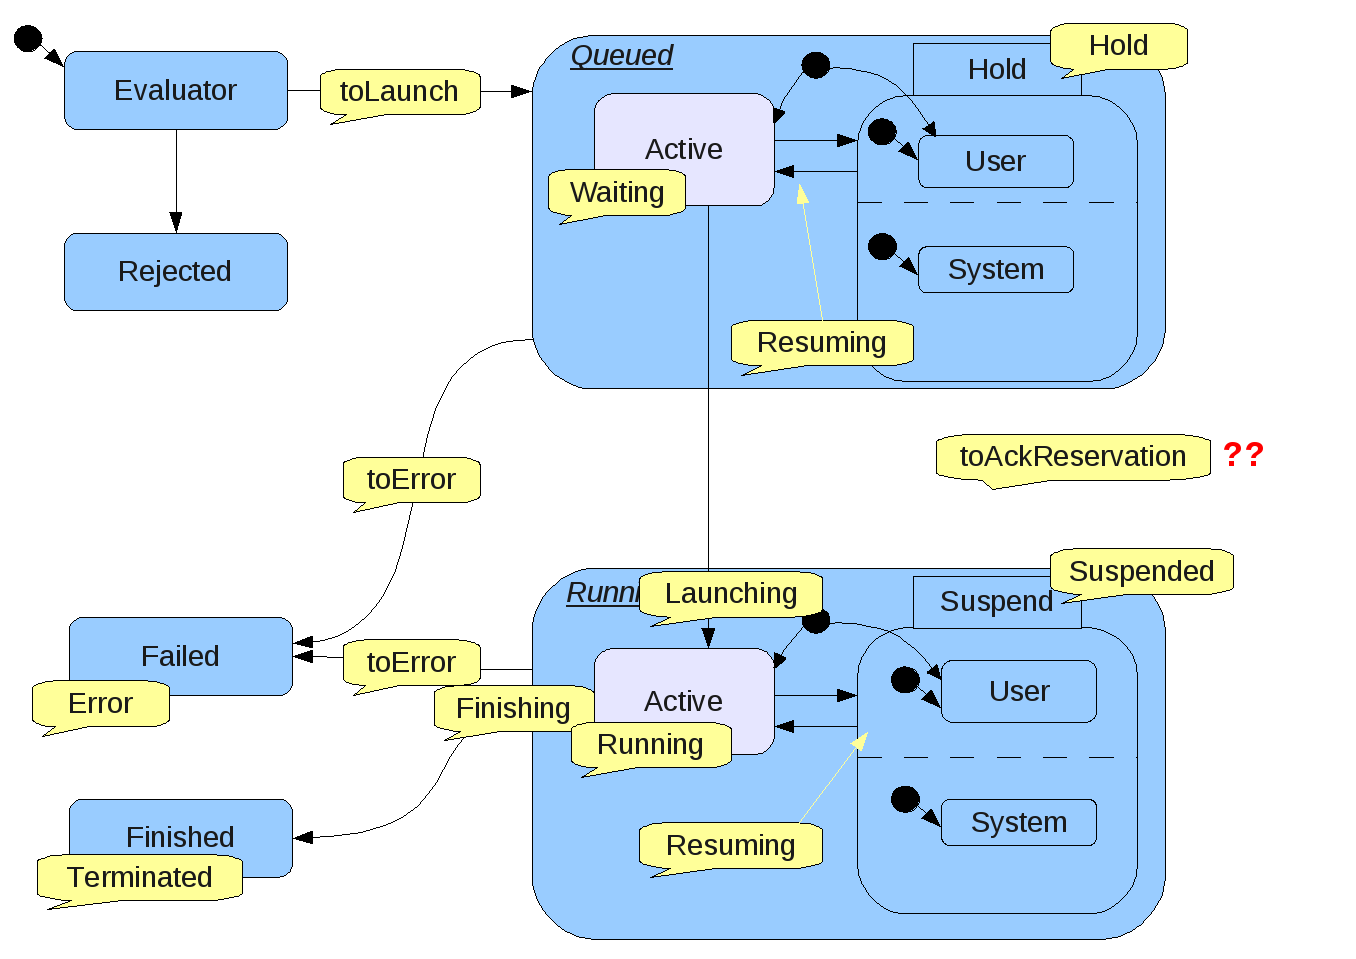 Queued
Hold
Hold
Evaluator
toLaunch
Active
User
Waiting
Rejected
System
Resuming
toAckReservation ??
toError
Suspended
Runni
Launching
Suspend
Failed
toError
Error
Finishing
Active
User
Running
Finished
System
Resuming
Terminated